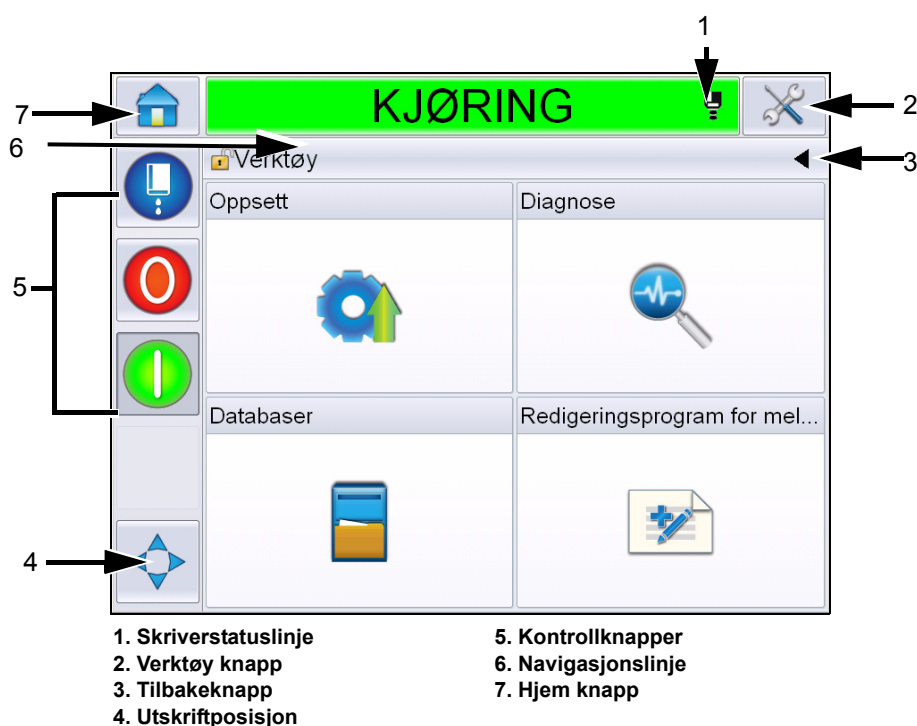 1
KJØRING
7
2
6
Verktøy
3
Oppsett
Diagnose
5
Databaser
Redigeringsprogram for mel...
4
1. Skriverstatuslinje
2. Verktøy knapp
3. Tilbakeknapp
4. Utskriftposisjon
5. Kontrollknapper
6. Navigasjonslinje
7. Hjem knapp